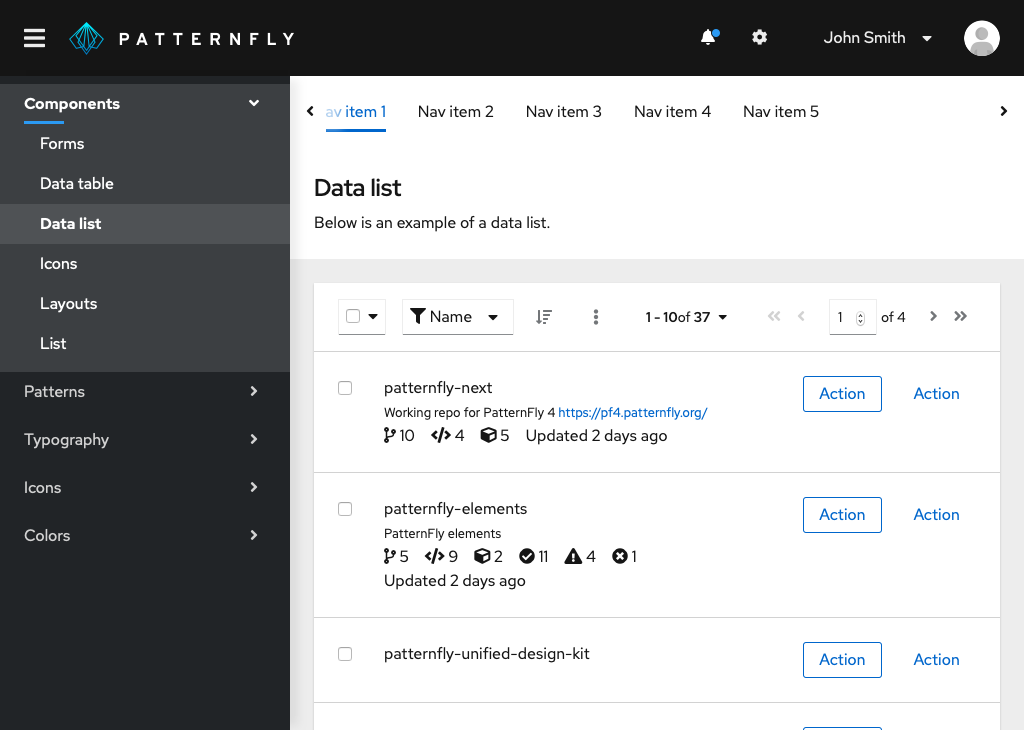 PATTERNFLY
John Smith
Components
Forms
Data table
Data list
Icons
Layouts
List
Patterns
Typography
Icons
Colors
av item 1 Nav item 2 Nav item 3 Nav item 4 Nav item 5
Data list
Below is an example of a data list.
Name 1 - 10of 37 1 of 4
patternfly-next Action Action
Working repo for PatternFly 4 https://pf4.patternfly.org/
10 4 5 Updated 2 days ago
patternfly-elements Action Action
PatternFly elements
5 9 2 11 4 1
Updated 2 days ago
patternfly-unified-design-kit Action Action